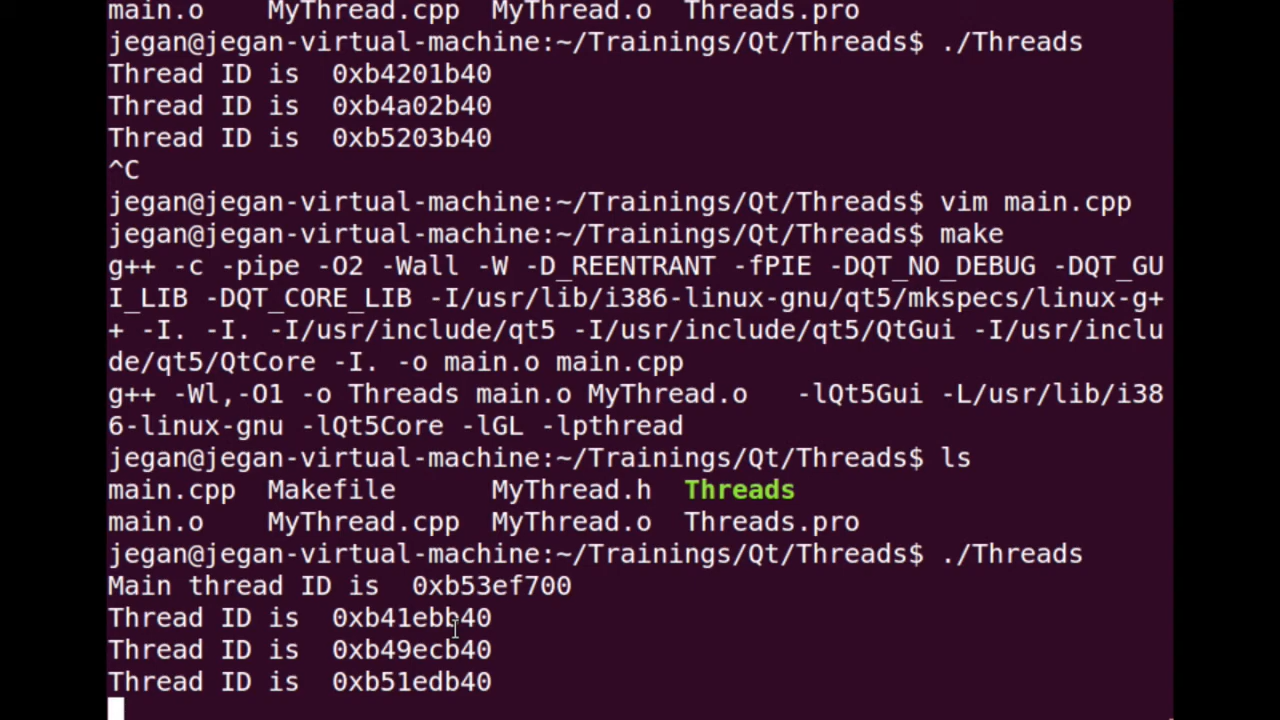 main.o    MyThread.cpp  MyThread.o  Threads.pro
jegan@jegan-virtual-machine:~/Trainings/Qt/Threads$ ./Threads
Thread ID is  0xb4201b40
Thread ID is  0xb4a02b40
Thread ID is  0xb5203b40
^C
jegan@jegan-virtual-machine:~/Trainings/Qt/Threads$ vim main.cpp
jegan@jegan-virtual-machine:~/Trainings/Qt/Threads$ make
g++ -c -pipe -O2 -Wall -W -D_REENTRANT -fPIE -DQT_NO_DEBUG -DQT_GU
I_LIB -DQT_CORE_LIB -I/usr/lib/i386-linux-gnu/qt5/mkspecs/linux-g+
+ -I. -I. -I/usr/include/qt5 -I/usr/include/qt5/QtGui -I/usr/inclu
de/qt5/QtCore -I. -o main.o main.cpp
g++ -Wl,-O1 -o Threads main.o MyThread.o   -lQt5Gui -L/usr/lib/i38
6-linux-gnu -lQt5Core -lGL -lpthread
jegan@jegan-virtual-machine:~/Trainings/Qt/Threads$ ls
main.cpp  Makefile      MyThread.h  Threads
main.o    MyThread.cpp  MyThread.o  Threads.pro
jegan@jegan-virtual-machine:~/Trainings/Qt/Threads$ ./Threads
Main thread ID is  0xb53ef700
Thread ID is  0xb41ebb40
Thread ID is  0xb49ecb40
Thread ID is  0xb51edb40